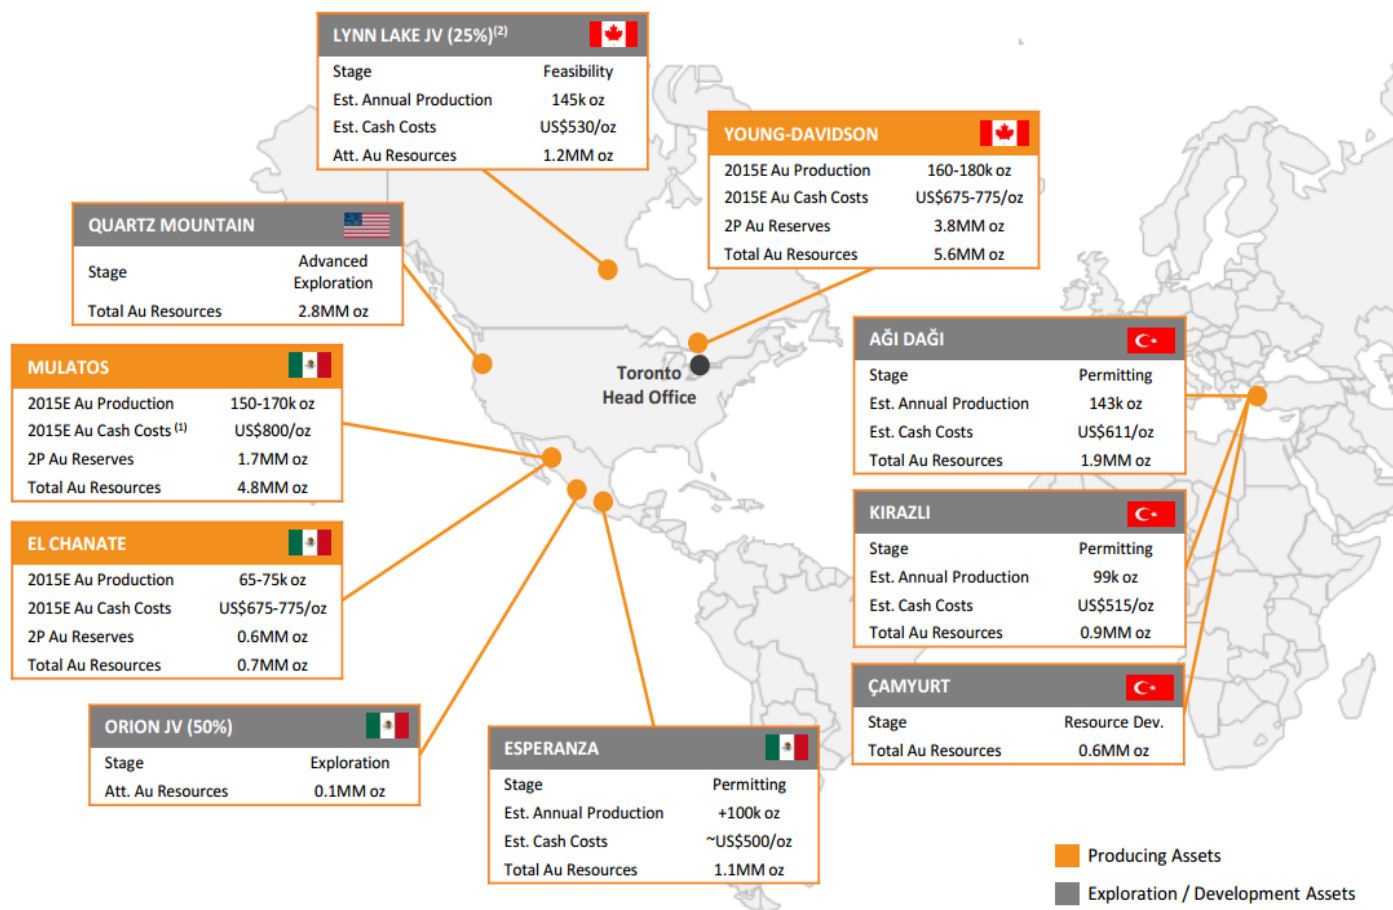 LYNN LAKE JV (25%)(2)
Stage Feasibility
Est. Annual Production 145k oz
Est. Cash Costs US$530/oz
Att. Au Resources 1.2MM oz
YOUNG-DAVIDSON
2015E Au Production 160-180k oz
2015E Au Cash Costs US$675-775/oz
2P Au Reserves 3.8MM oz
Total Au Resources 5.6MM oz
QUARTZ MOUNTAIN
Stage Advanced
Exploration
Total Au Resources 2.8MM oz
MULATOS
2015E Au Production 150-170k oz
2015E Au Cash Costs (1) US$800/oz
2P Au Reserves 1.7MM oz
Total Au Resources 4.8MM oz
Toronto
Head Office
AĞI DAĞI
Stage Permitting
Est. Annual Production 143k oz
Est. Cash Costs US$611/oz
Total Au Resources 1.9MM oz
EL CHANATE
2015E Au Production 65-75k oz
2015E Au Cash Costs US$675-775/oz
2P Au Reserves 0.6MM oz
Total Au Resources 0.7MM oz
KIRAZLI
Stage Permitting
Est. Annual Production 99k oz
Est. Cash Costs US$515/oz
Total Au Resources 0.9MM oz
ORION JV (50%)
Stage Exploration
Att. Au Resources 0.1MM oz
ESPERANZA
Stage Permitting
Est. Annual Production +100k oz
Est. Cash Costs ~US$500/oz
Total Au Resources 1.1MM oz
ÇAMYURT
Stage Resource Dev.
Total Au Resources 0.6MM oz
Producing Assets
Exploration / Development Assets